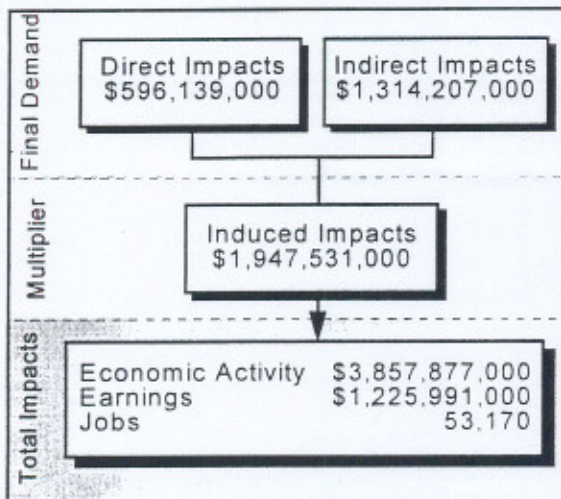 Final Demand
Direct Impacts
$596,139,000
Indirect Impacts
$1,314,207,000
Multiplier
Induced Impacts
$1,947,531,000
Total Impacts
Economic Activity $3,857,877,000
Earnings $1,225,991,000
Jobs 53,170